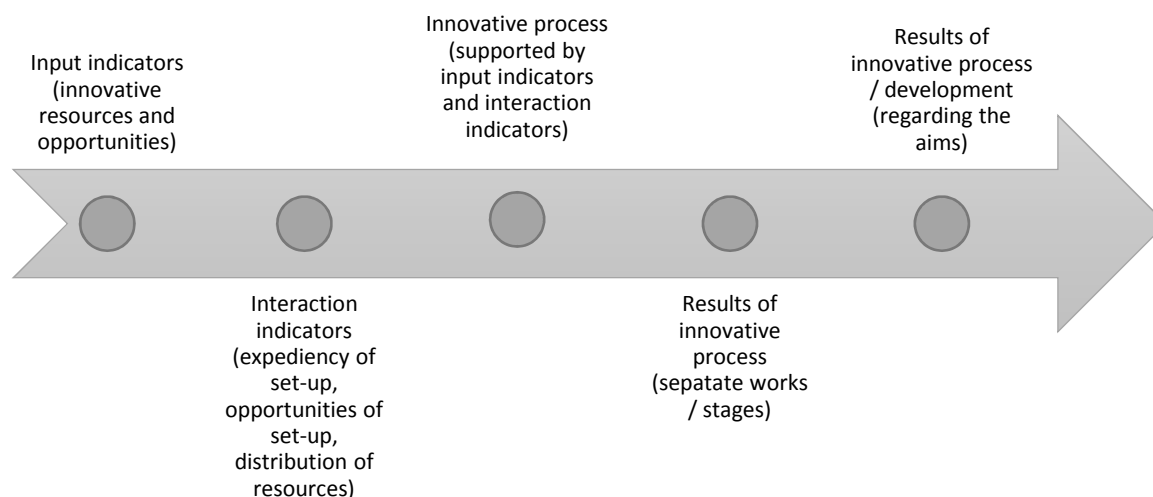 Input indicators
(innovative
resources and
opportunities)
Interaction
indicators
(expediency of
set-up,
opportunities of
set-up,
distribution of
resources)
Innovative process
(supported by
input indicators
and interaction
indicators)
Results of
innovative
process
(sepatate works
/ stages)
Results of
innovative process
/ development
(regarding the
aims)